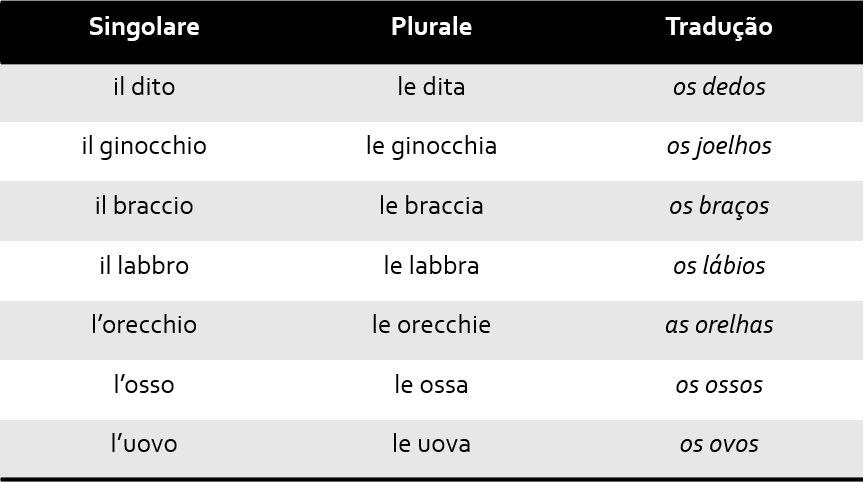 Singolare Plurale Tradução
il dito le dita os dedos
il ginocchio le ginocchia os joelhos
il braccio le braccia os braços
il labbro le labbra os lábios
l’orecchio le orecchie as orelhas
l’osso le ossa os ossos
l’uovo le uova os ovos